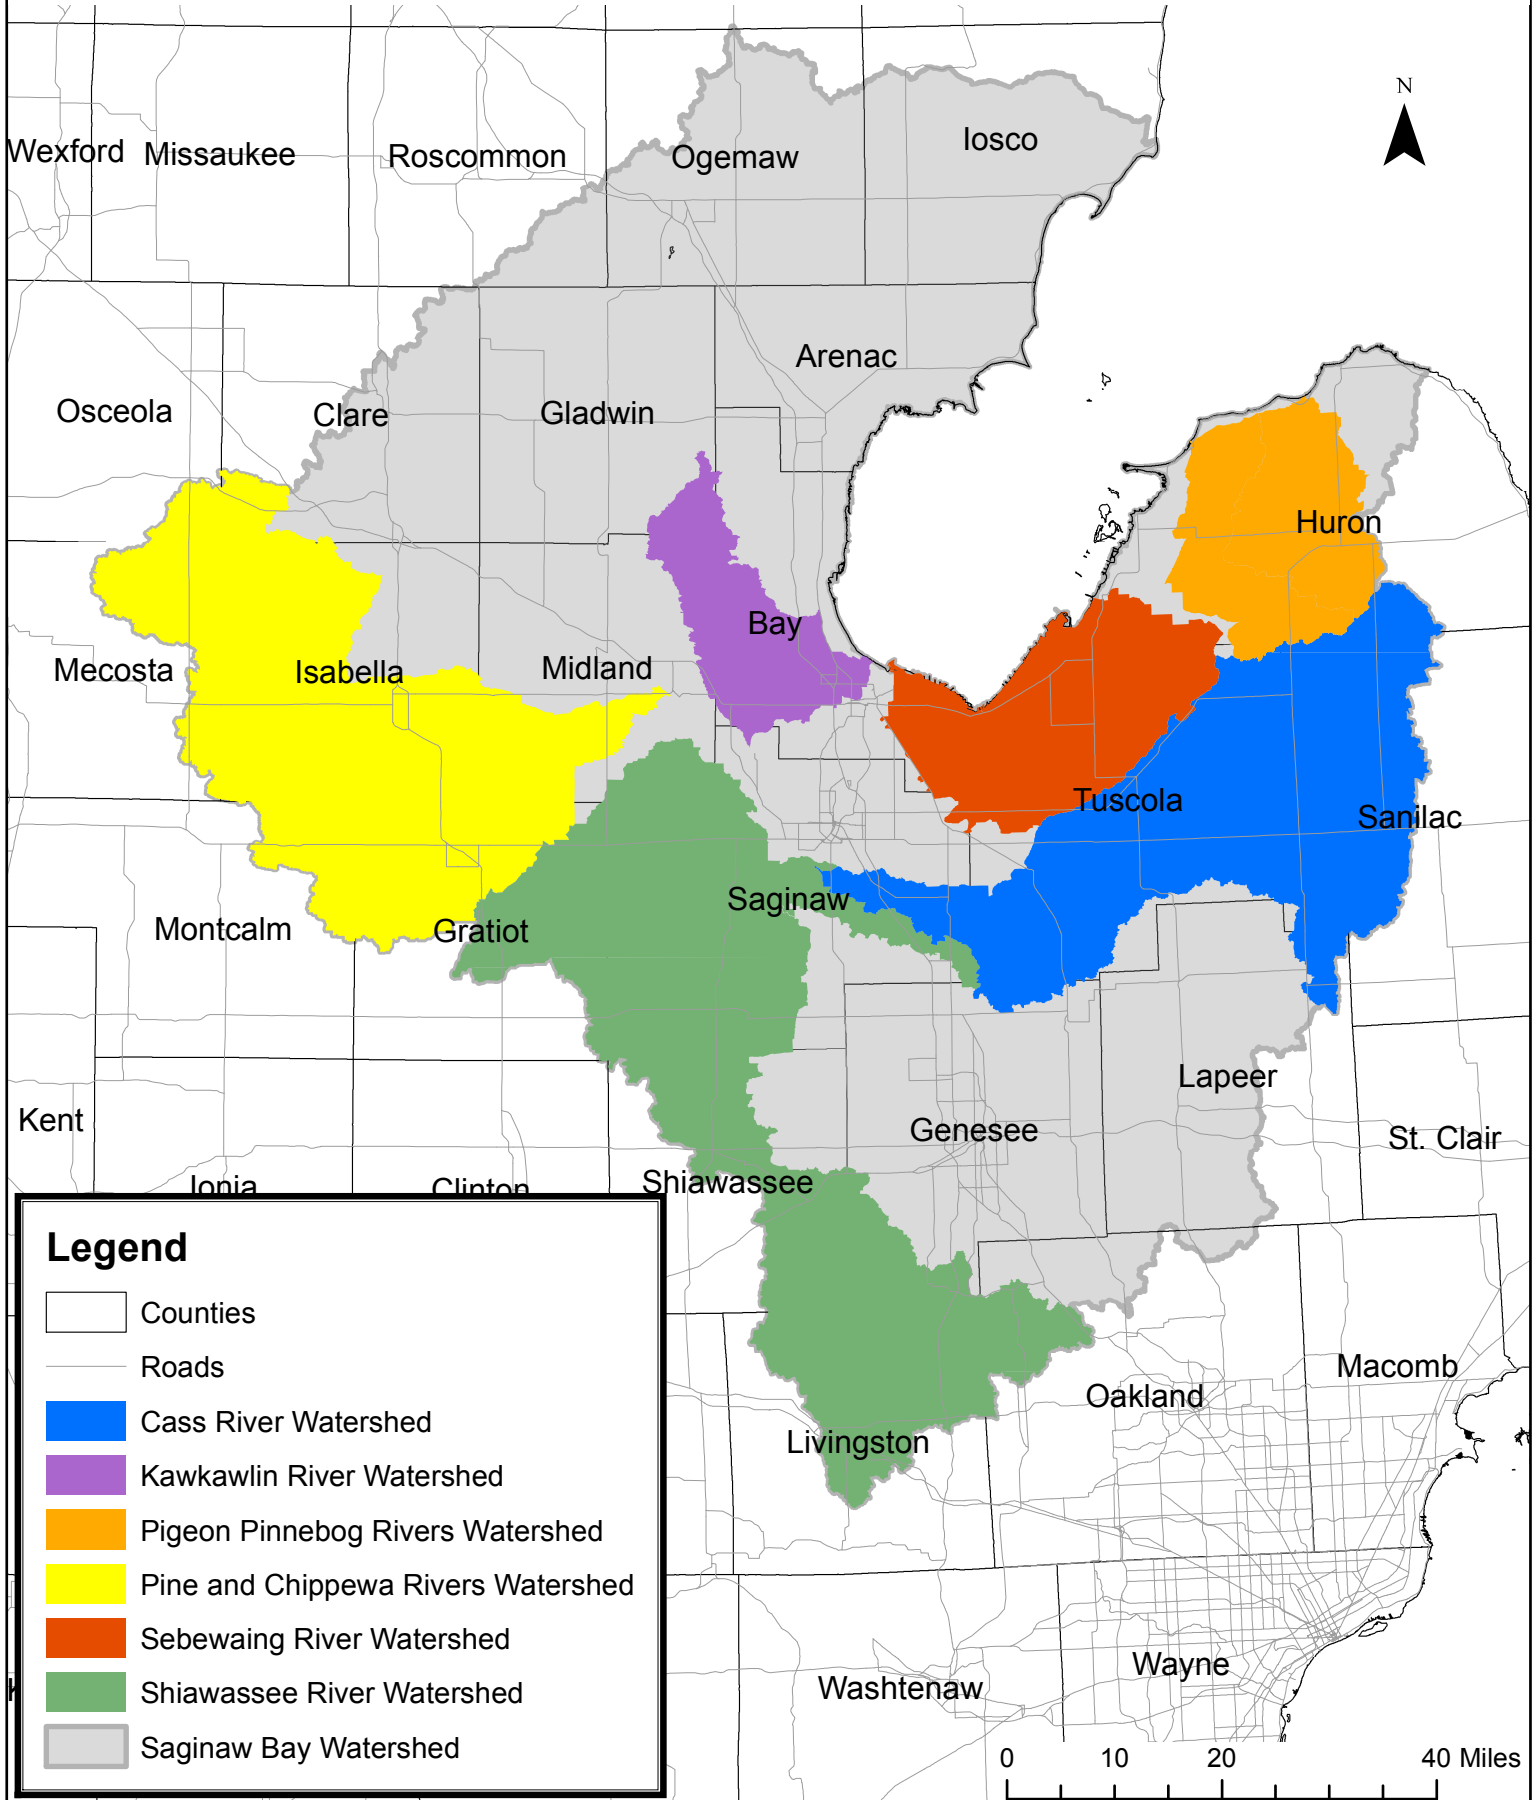 N
Iosco
Wexford
Missaukee
Roscommon
Ogemaw
Arenac
Osceola
Clare
Gladwin
Huron
Bay
Mecosta
Isabella
Midland
Tuscola
Sanilac
Saginaw
Montcalm
Gratiot
Lapeer
Kent
Genesee
St. Clair
Ionia
Clinton
Shiawassee
Legend
Counties
Roads
Cass River Watershed
Kawkawlin River Watershed
Pigeon Pinnebog Rivers Watershed
Pine and Chippewa Rivers Watershed
Sebewaing River Watershed
Shiawassee River Watershed
Saginaw Bay Watershed
Macomb
Oakland
Livingston
Wayne
Washtenaw
0 10 20 40 Miles